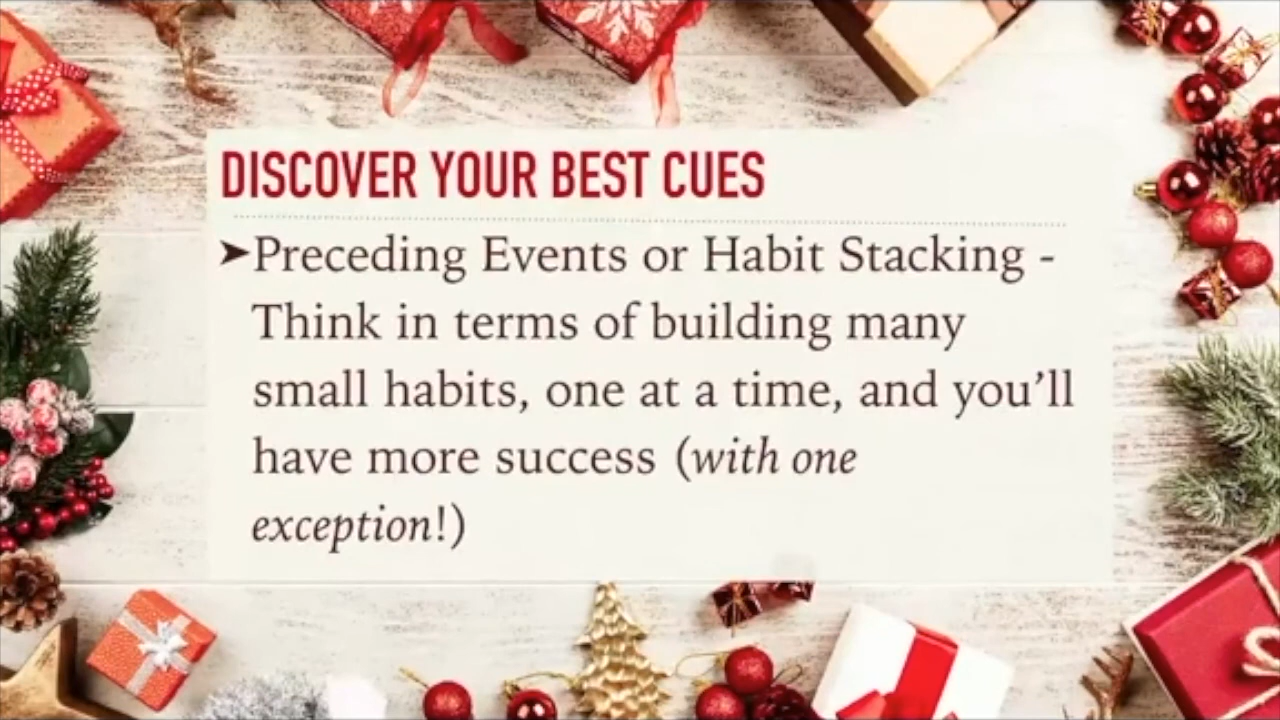 DISCOVER YOUR BEST CUES
➤Preceding Events or Habit Stacking -
Think in terms of building many
small habits, one at a time, and you’ll
have more success (with one
exception!)